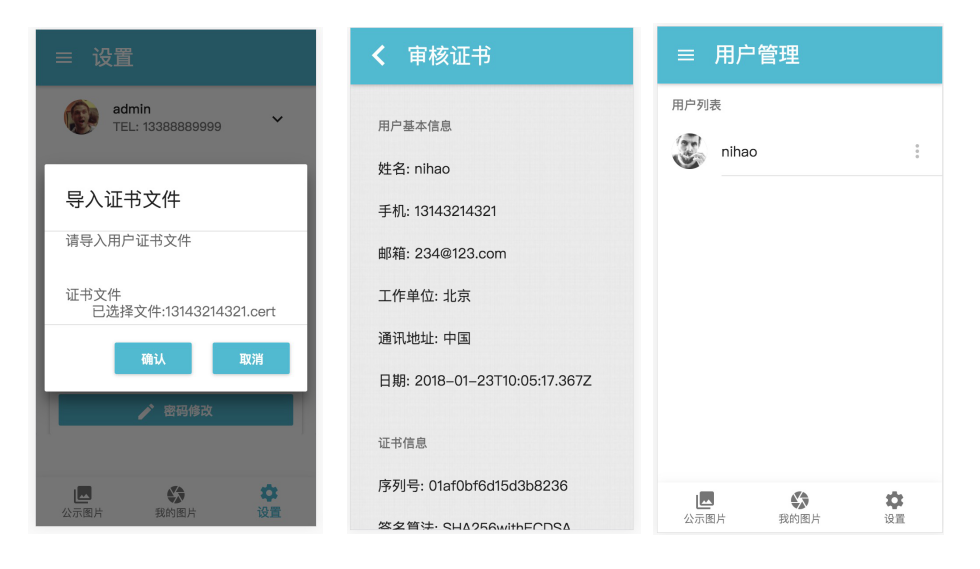 设置
admin
TEL: 13388889999
导入证书文件
请导入用户证书文件
证书文件
已选择文件:13143214321.cert
确认
取消
密码修改
公示图片
我的图片
设置
审核证书
用户基本信息
姓名: nihao
手机: 13143214321
邮箱: 234@123.com
工作单位: 北京
通讯地址: 中国
日期: 2018-01-23T10:05:17.367Z
证书信息
序列号: 01af0bf6d15d3b8236
签名算法: SHA256withECDSA
用户管理
用户列表
nihao
公示图片
我的图片
设置